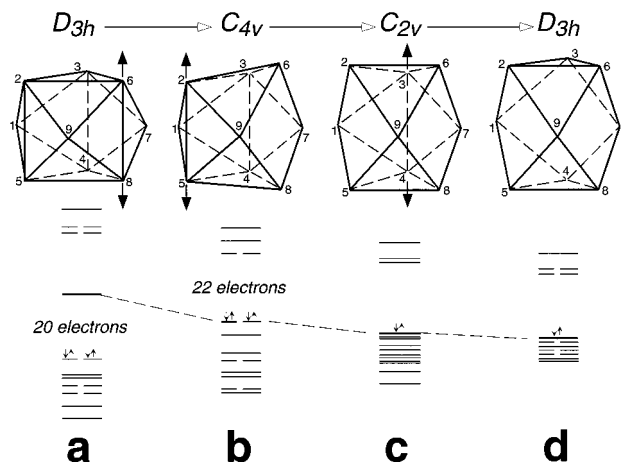 D3h C4v C2v D3h
3 2 6 1 9 7 4 5 8
3 6 2 1 9 7 4 5 8
2 6 3 1 9 7 4 5 8
3 2 6 1 9 7 4 5 8
22 electrons
20 electrons
a b c d